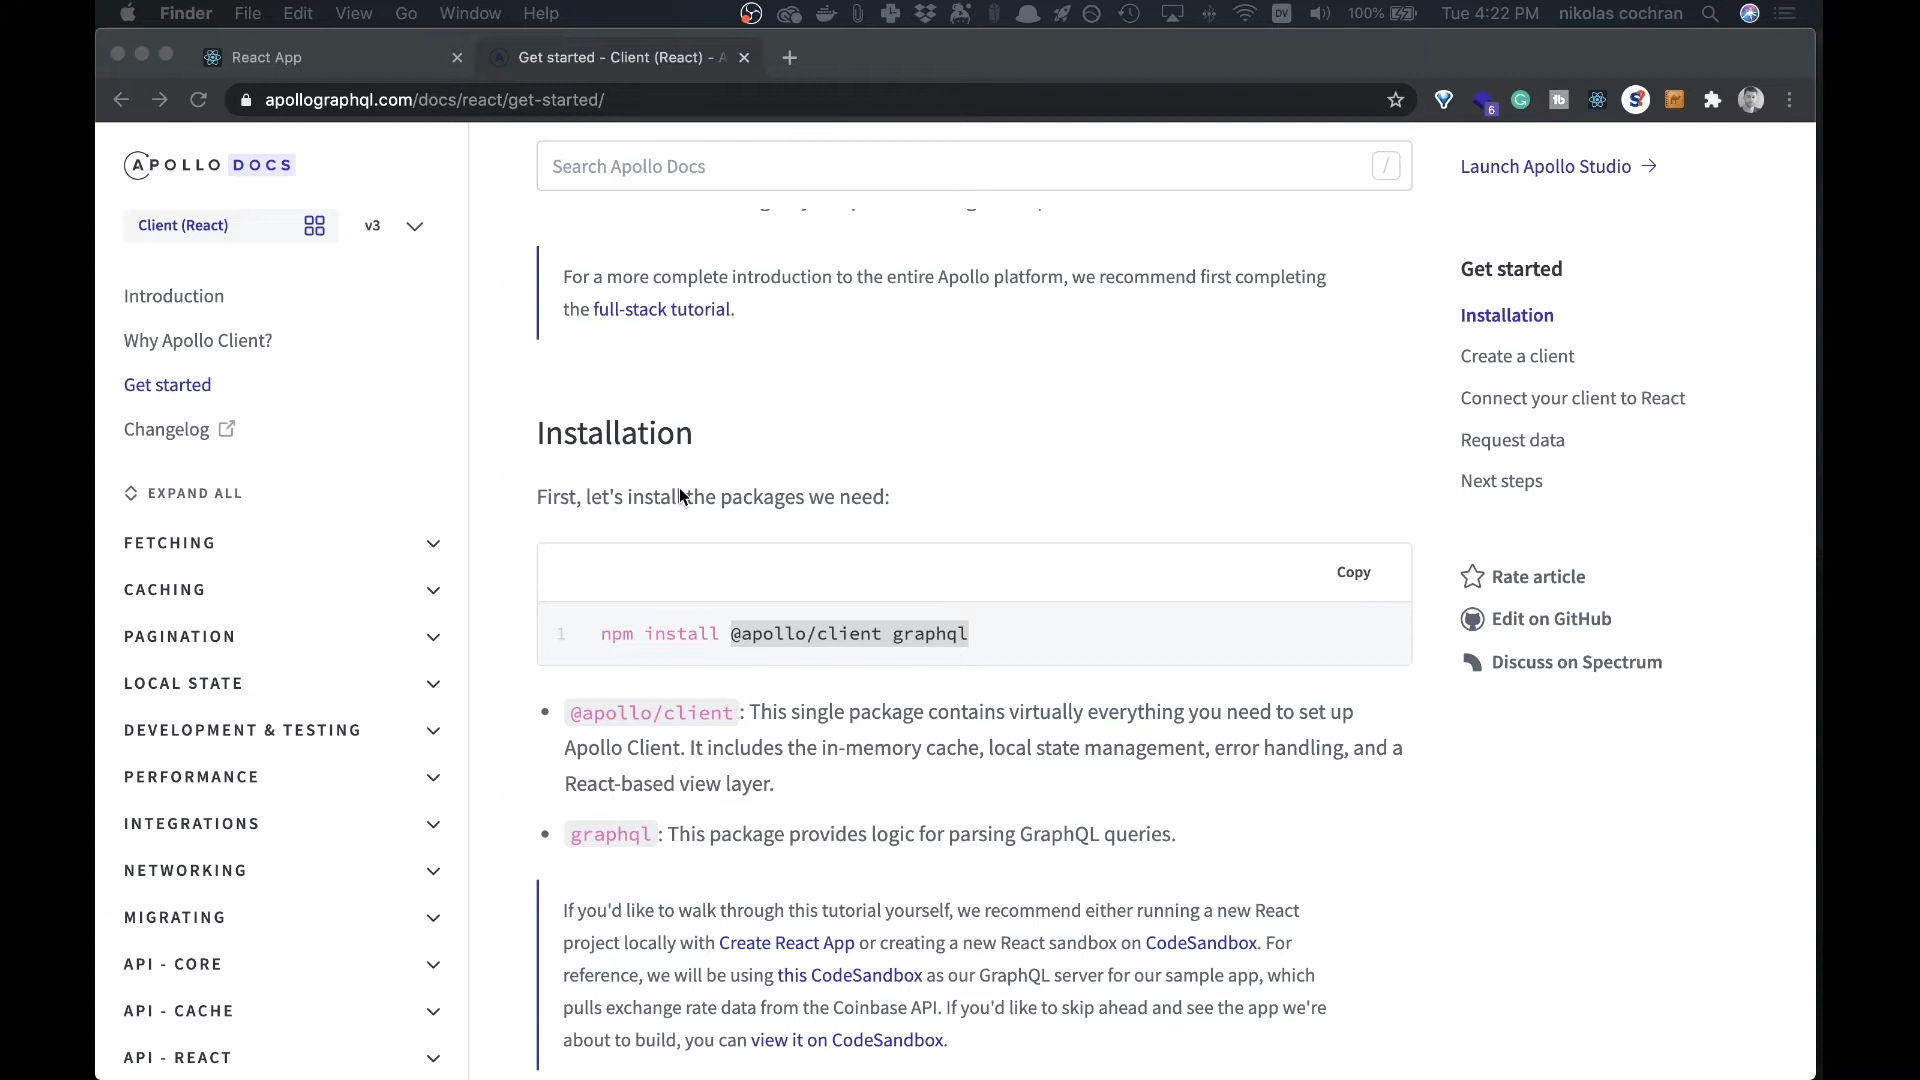 Finder File Edit View Go Window Help
DV 100% Tue 4:22 PM nikolas cochran
React App
Get started - Client (React) - A
apollographql.com/docs/react/get-started/
6
tb
APOLLO DOCS
Search Apollo Docs
/
Launch Apollo Studio →
Client (React)
v3
Introduction
Why Apollo Client?
Get started
Changelog
EXPAND ALL
FETCHING
CACHING
PAGINATION
LOCAL STATE
DEVELOPMENT & TESTING
PERFORMANCE
INTEGRATIONS
NETWORKING
MIGRATING
API - CORE
API - CACHE
API - REACT
For a more complete introduction to the entire Apollo platform, we recommend first completing
the full-stack tutorial.
Installation
First, let's install the packages we need:
Copy
1 npm install @apollo/client graphql
• @apollo/client: This single package contains virtually everything you need to set up
Apollo Client. It includes the in-memory cache, local state management, error handling, and a
React-based view layer.
• graphql: This package provides logic for parsing GraphQL queries.
If you'd like to walk through this tutorial yourself, we recommend either running a new React
project locally with Create React App or creating a new React sandbox on CodeSandbox. For
reference, we will be using this CodeSandbox as our GraphQL server for our sample app, which
pulls exchange rate data from the Coinbase API. If you'd like to skip ahead and see the app we're
about to build, you can view it on CodeSandbox.
Get started
Installation
Create a client
Connect your client to React
Request data
Next steps
Rate article
Edit on GitHub
Discuss on Spectrum